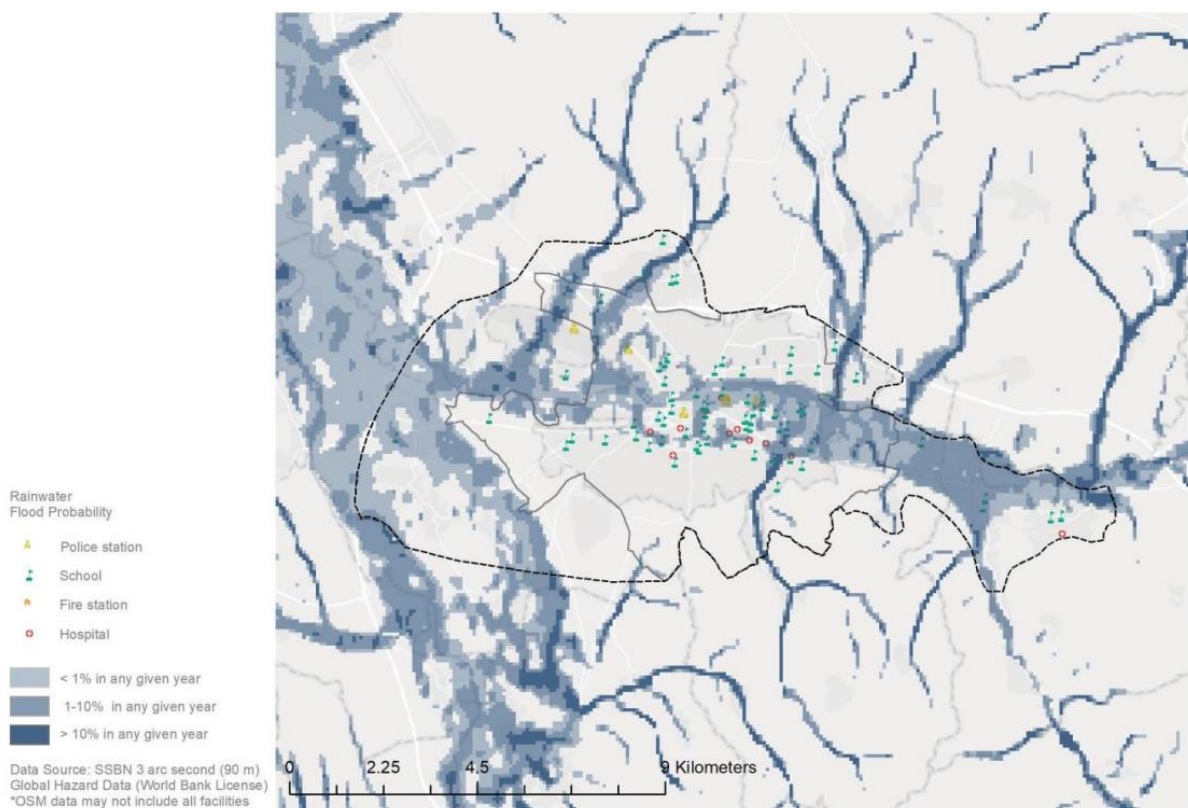 Rainwater
Flood Probability
Police station
School
Fire station
Hospital
< 1% in any given year
1-10% in any given year
> 10% in any given year
Data Source: SSBN 3 arc second (90 m)
Global Hazard Data (World Bank License)
*OSM data may not include all facilities
0 2.25 4.5 9 Kilometers